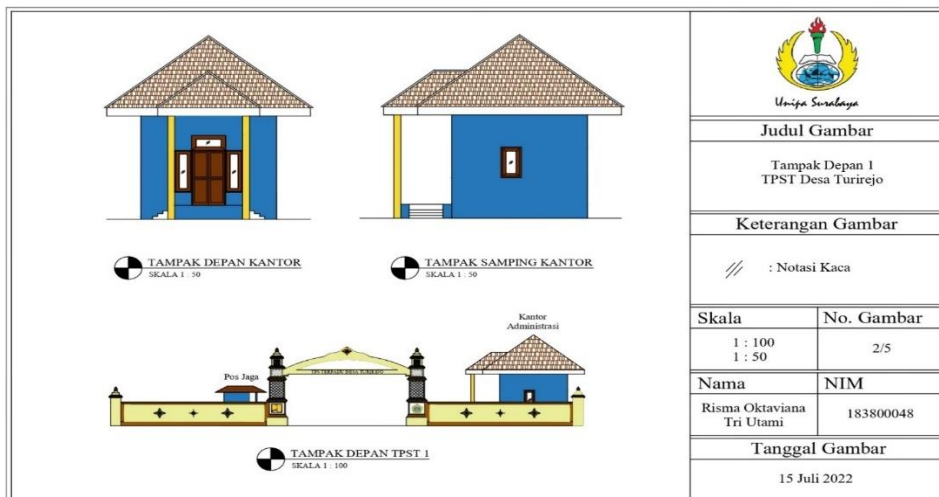 TAMPAK DEPAN KANTOR
SKALA 1 : 50
TAMPAK SAMPING KANTOR
SKALA 1 : 50
Kantor
Administrasi
Pos Jaga
DESA TURIREJO
TAMPAK DEPAN TPST 1
SKALA 1 : 100
Unipa Surabaya
Judul Gambar
Tampak Depan 1
TPST Desa Turirejo
Keterangan Gambar
: Notasi Kaca
Skala
No. Gambar
1 : 100
1 : 50
2/5
Nama
NIM
Risma Oktaviana
Tri Utami
183800048
Tanggal Gambar
15 Juli 2022